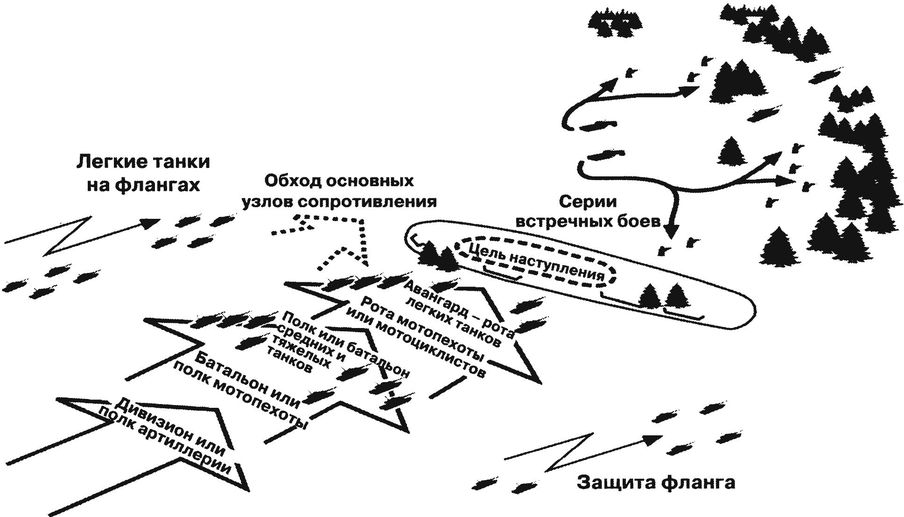 Легкие танки
на флангах
Обход основных
узлов сопротивления
Серии
встречных боев
Цель наступления
Авангард – рота
легких танков
Рота мотопехоты
или мотоциклистов
Полк или батальон
средних и
тяжелых
танков
Батальон или
полк мотопехоты
Дивизион или
полк артиллерии
Защита фланга